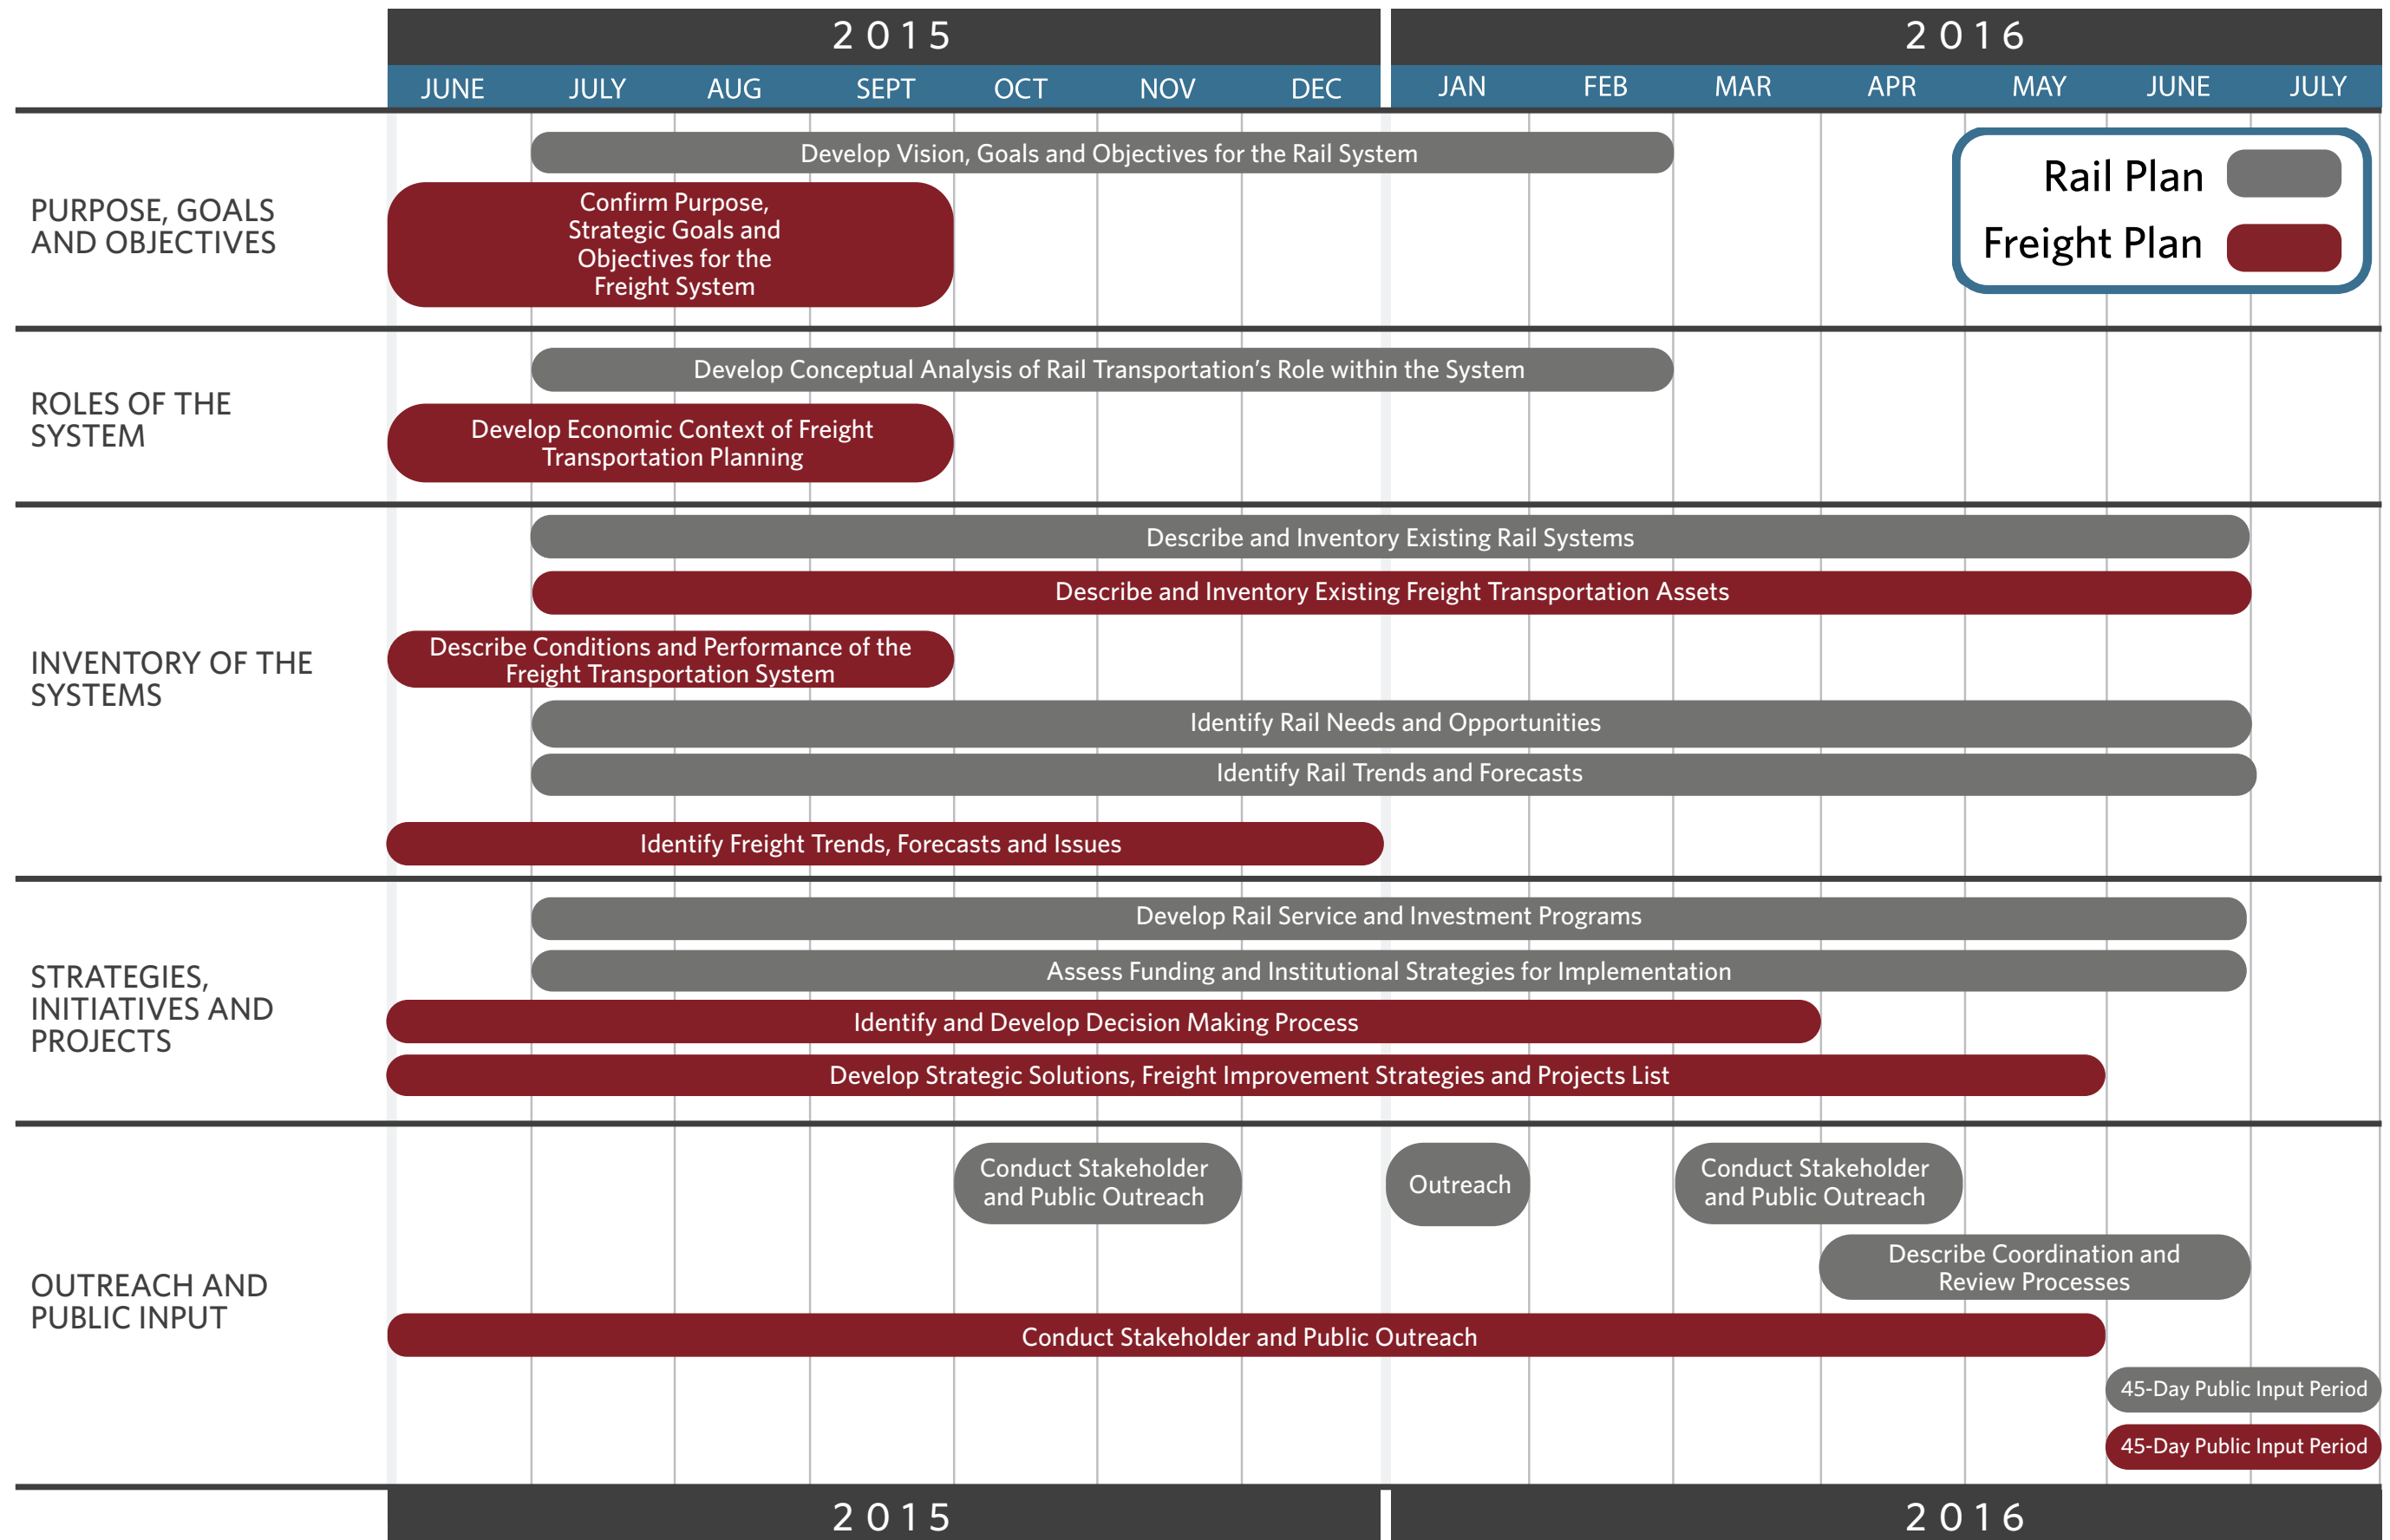 2015
2016
JUNE JULY AUG SEPT OCT NOV DEC JAN FEB MAR APR MAY JUNE JULY
Rail Plan
Freight Plan
PURPOSE, GOALS
AND OBJECTIVES
Develop Vision, Goals and Objectives for the Rail System
Confirm Purpose,
Strategic Goals and
Objectives for the
Freight System
ROLES OF THE
SYSTEM
Develop Conceptual Analysis of Rail Transportation’s Role within the System
Develop Economic Context of Freight
Transportation Planning
INVENTORY OF THE
SYSTEMS
Describe and Inventory Existing Rail Systems
Describe and Inventory Existing Freight Transportation Assets
Describe Conditions and Performance of the
Freight Transportation System
Identify Rail Needs and Opportunities
Identify Rail Trends and Forecasts
Identify Freight Trends, Forecasts and Issues
STRATEGIES,
INITIATIVES AND
PROJECTS
Develop Rail Service and Investment Programs
Assess Funding and Institutional Strategies for Implementation
Identify and Develop Decision Making Process
Develop Strategic Solutions, Freight Improvement Strategies and Projects List
OUTREACH AND
PUBLIC INPUT
Conduct Stakeholder
and Public Outreach
Outreach
Conduct Stakeholder
and Public Outreach
Describe Coordination and
Review Processes
Conduct Stakeholder and Public Outreach
45-Day Public Input Period
45-Day Public Input Period
2015
2016